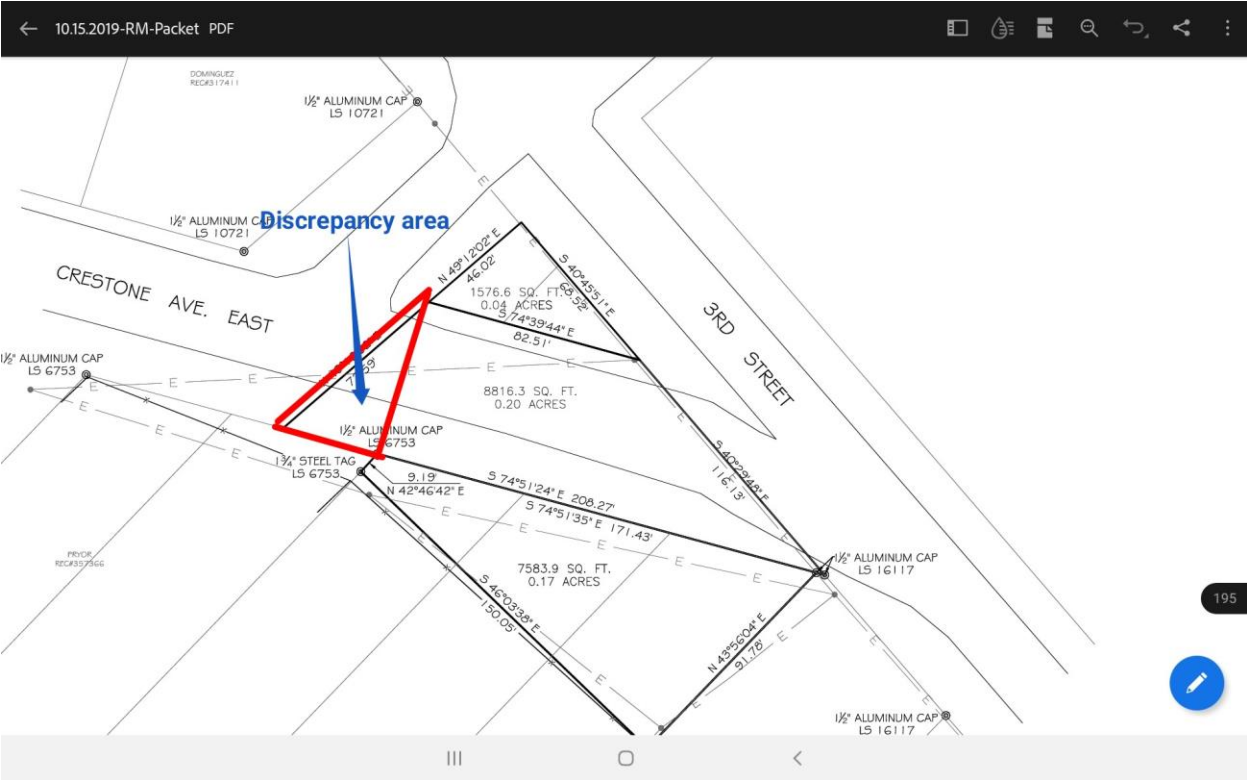 10.15.2019-RM-Packet PDF
DOMINGUEZ
REC#317411
1½" ALUMINUM CAP
LS 10721
1½" ALUMINUM CAP
LS 10721
Discrepancy area
CRESTONE AVE. EAST
N 49°12'02" E
46.02'
S 40°45'51" E
68.52'
1576.6 SQ. FT.
0.04 ACRES
S 74°39'44" E
82.51'
3RD STREET
1½" ALUMINUM CAP
LS 6753
8816.3 SQ. FT.
0.20 ACRES
1½" ALUMINUM CAP
LS 6753
1¾" STEEL TAG
LS 6753
9.19'
N 42°46'42" E
S 74°51'24" E 208.27'
S 74°51'35" E 171.43'
S 40°29'48" E
116.13'
PRYOR
REC#357366
7583.9 SQ. FT.
0.17 ACRES
1½" ALUMINUM CAP
LS 16117
S 46°03'38" E
150.05'
N 43°56'04" E
91.78'
195
1½" ALUMINUM CAP
LS 16117